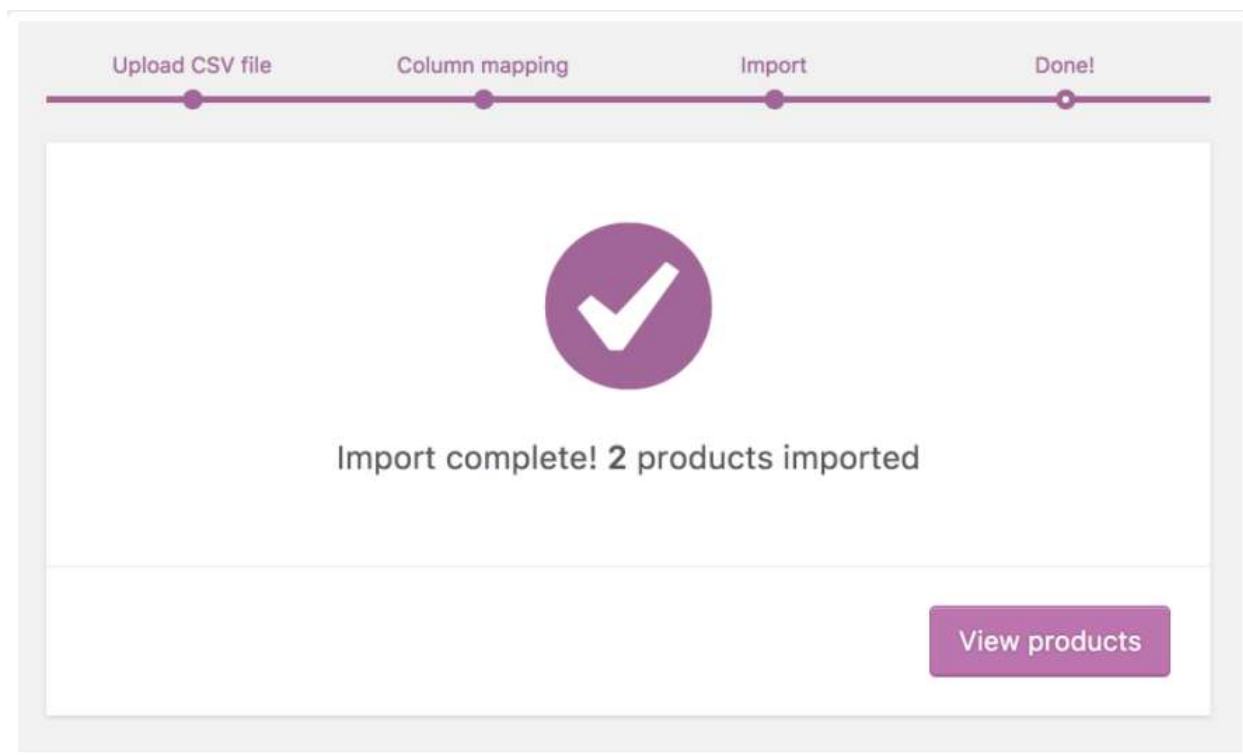 Upload CSV file
Column mapping
Import
Done!
Import complete! 2 products imported
View products